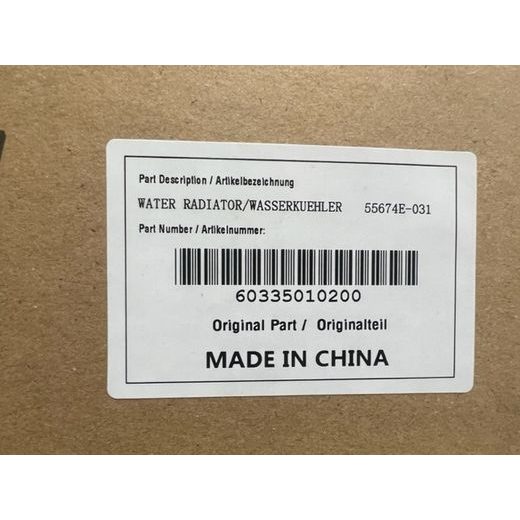 Part Description / Artikelbezeichnung
WATER RADIATOR/WASSERKUEHLER 55674E-031
Part Number / Artikelnummer:
60335010200
Original Part / Originalteil
MADE IN CHINA